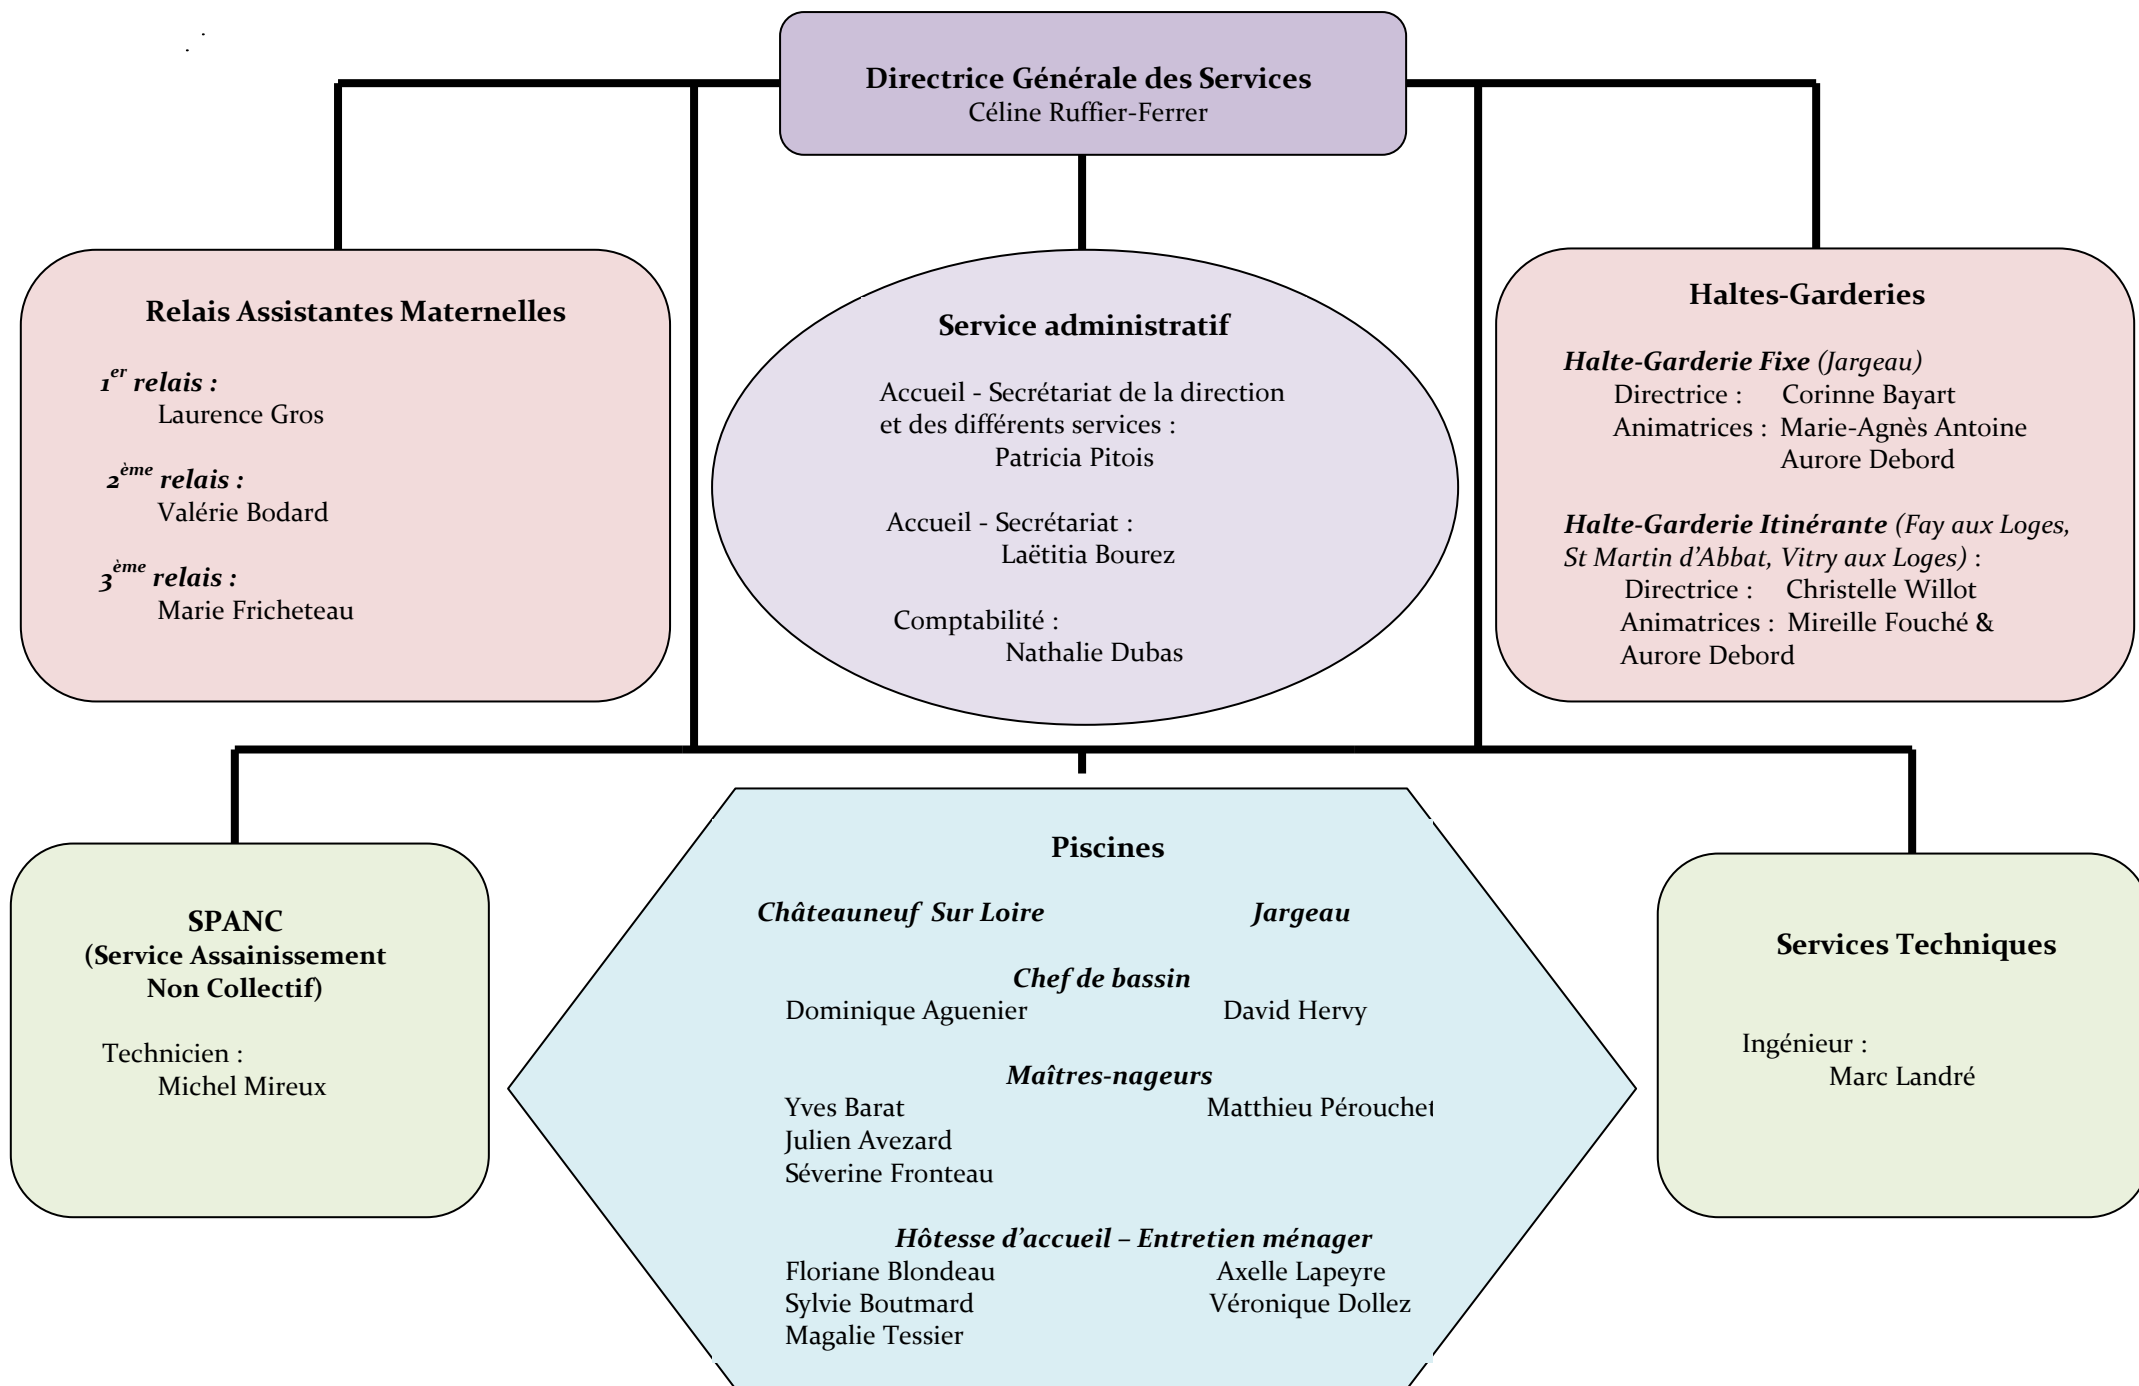 Directrice Générale des Services
Céline Ruffier-Ferrer
Relais Assistantes Maternelles
1er relais :
Laurence Gros
2ème relais :
Valérie Bodard
3ème relais :
Marie Fricheteau
Service administratif
Accueil - Secrétariat de la direction
et des différents services :
Patricia Pitois
Accueil - Secrétariat :
Laëtitia Bourez
Comptabilité :
Nathalie Dubas
Haltes-Garderies
Halte-Garderie Fixe (Jargeau)
Directrice : Corinne Bayart
Animatrices : Marie-Agnès Antoine
Aurore Debord
Halte-Garderie Itinérante (Fay aux Loges,
St Martin d’Abbat, Vitry aux Loges) :
Directrice : Christelle Willot
Animatrices : Mireille Fouché &
Aurore Debord
SPANC
(Service Assainissement
Non Collectif)
Technicien :
Michel Mireux
Piscines
Châteauneuf Sur Loire Jargeau
Chef de bassin
Dominique Aguenier David Hervy
Maîtres-nageurs
Yves Barat Matthieu Pérouchet
Julien Avezard
Séverine Fronteau
Hôtesse d’accueil – Entretien ménager
Floriane Blondeau Axelle Lapeyre
Sylvie Boutmard Véronique Dollez
Magalie Tessier
Services Techniques
Ingénieur :
Marc Landré